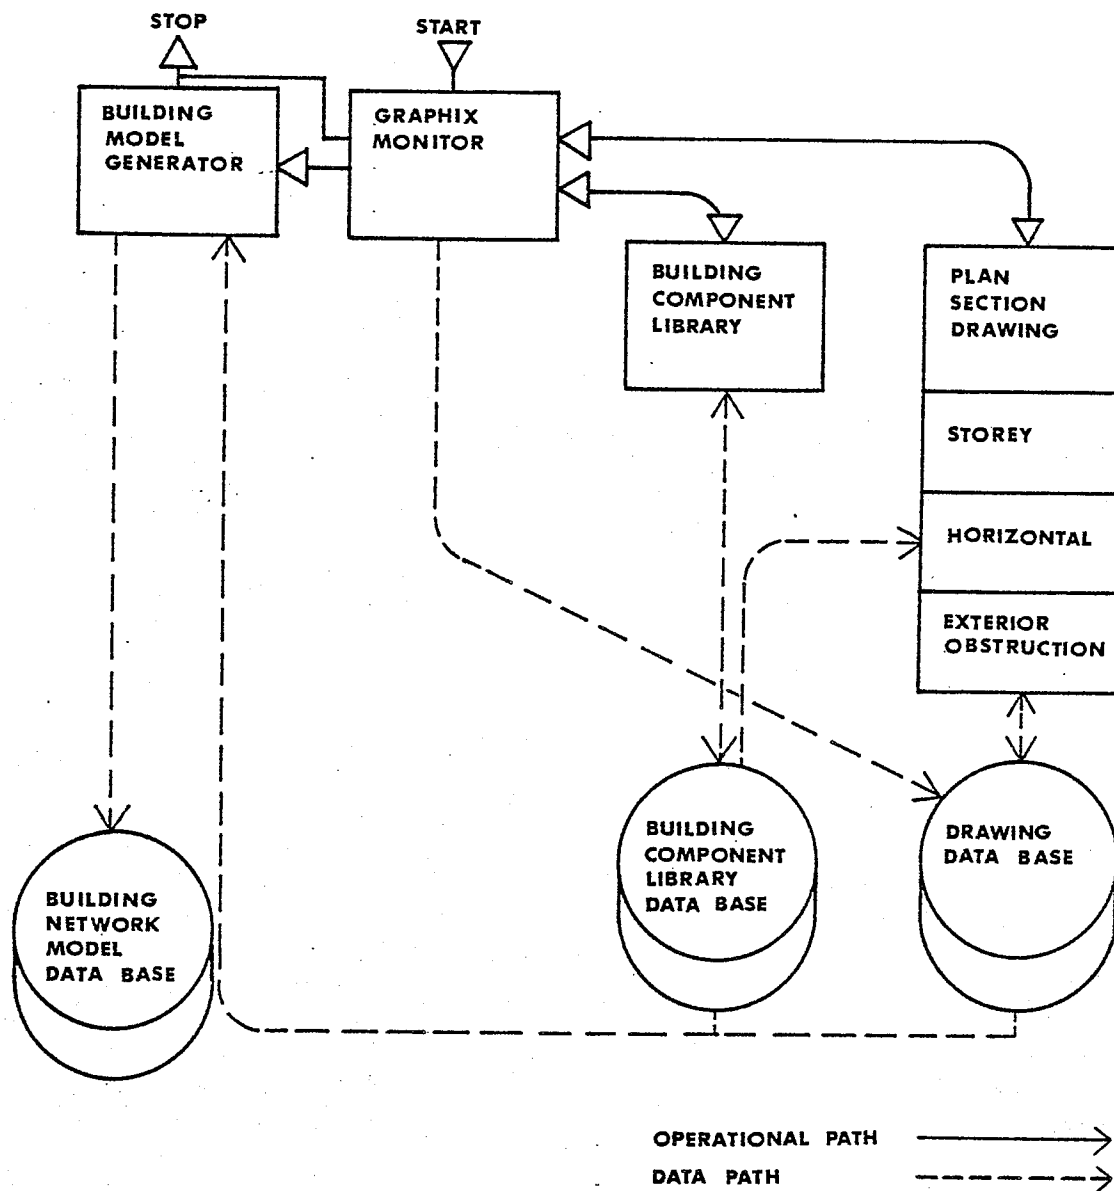 STOP
START
BUILDING
MODEL
GENERATOR
GRAPHIX
MONITOR
BUILDING
COMPONENT
LIBRARY
PLAN
SECTION
DRAWING
STOREY
HORIZONTAL
EXTERIOR
OBSTRUCTION
BUILDING
NETWORK
MODEL
DATA BASE
BUILDING
COMPONENT
LIBRARY
DATA BASE
DRAWING
DATA BASE
OPERATIONAL PATH
DATA PATH